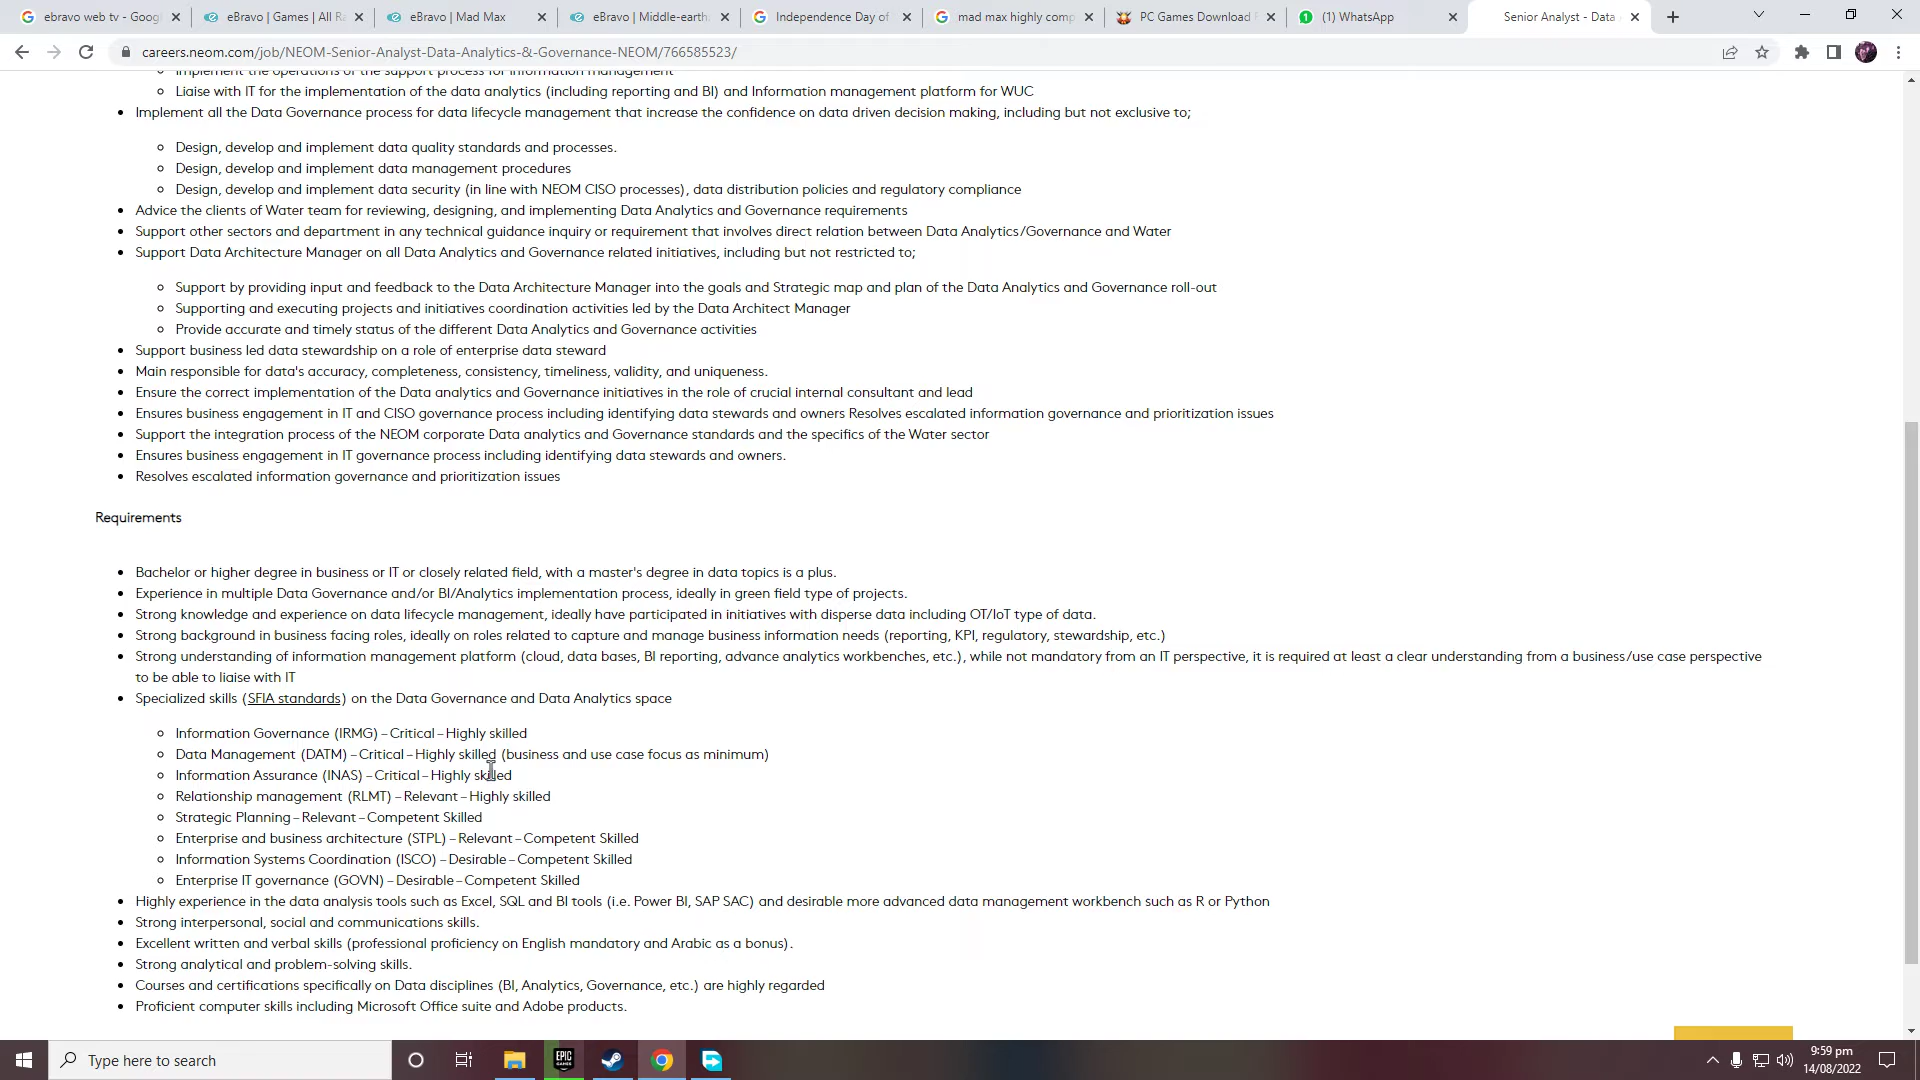 ebravo web tv - Goog
eBravo | Games | All Ra
eBravo | Mad Max
eBravo | Middle-earth:
Independence Day of
mad max highly comp
PC Games Download F
(1) WhatsApp
Senior Analyst - Data
careers.neom.com/job/NEOM-Senior-Analyst-Data-Analytics-&-Governance-NEOM/766585523/
Implement the operations of the support process for information management
Liaise with IT for the implementation of the data analytics (including reporting and BI) and Information management platform for WUC
Implement all the Data Governance process for data lifecycle management that increase the confidence on data driven decision making, including but not exclusive to;
Design, develop and implement data quality standards and processes.
Design, develop and implement data management procedures
Design, develop and implement data security (in line with NEOM CISO processes), data distribution policies and regulatory compliance
Advice the clients of Water team for reviewing, designing, and implementing Data Analytics and Governance requirements
Support other sectors and department in any technical guidance inquiry or requirement that involves direct relation between Data Analytics/Governance and Water
Support Data Architecture Manager on all Data Analytics and Governance related initiatives, including but not restricted to;
Support by providing input and feedback to the Data Architecture Manager into the goals and Strategic map and plan of the Data Analytics and Governance roll-out
Supporting and executing projects and initiatives coordination activities led by the Data Architect Manager
Provide accurate and timely status of the different Data Analytics and Governance activities
Support business led data stewardship on a role of enterprise data steward
Main responsible for data's accuracy, completeness, consistency, timeliness, validity, and uniqueness.
Ensure the correct implementation of the Data analytics and Governance initiatives in the role of crucial internal consultant and lead
Ensures business engagement in IT and CISO governance process including identifying data stewards and owners Resolves escalated information governance and prioritization issues
Support the integration process of the NEOM corporate Data analytics and Governance standards and the specifics of the Water sector
Ensures business engagement in IT governance process including identifying data stewards and owners.
Resolves escalated information governance and prioritization issues
Requirements
Bachelor or higher degree in business or IT or closely related field, with a master's degree in data topics is a plus.
Experience in multiple Data Governance and/or BI/Analytics implementation process, ideally in green field type of projects.
Strong knowledge and experience on data lifecycle management, ideally have participated in initiatives with disperse data including OT/IoT type of data.
Strong background in business facing roles, ideally on roles related to capture and manage business information needs (reporting, KPI, regulatory, stewardship, etc.)
Strong understanding of information management platform (cloud, data bases, BI reporting, advance analytics workbenches, etc.), while not mandatory from an IT perspective, it is required at least a clear understanding from a business/use case perspective
to be able to liaise with IT
Specialized skills (SFIA standards) on the Data Governance and Data Analytics space
Information Governance (IRMG) – Critical – Highly skilled
Data Management (DATM) – Critical – Highly skilled (business and use case focus as minimum)
Information Assurance (INAS) – Critical – Highly skilled
Relationship management (RLMT) – Relevant – Highly skilled
Strategic Planning – Relevant – Competent Skilled
Enterprise and business architecture (STPL) – Relevant – Competent Skilled
Information Systems Coordination (ISCO) – Desirable – Competent Skilled
Enterprise IT governance (GOVN) – Desirable – Competent Skilled
Highly experience in the data analysis tools such as Excel, SQL and BI tools (i.e. Power BI, SAP SAC) and desirable more advanced data management workbench such as R or Python
Strong interpersonal, social and communications skills.
Excellent written and verbal skills (professional proficiency on English mandatory and Arabic as a bonus).
Strong analytical and problem-solving skills.
Courses and certifications specifically on Data disciplines (BI, Analytics, Governance, etc.) are highly regarded
Proficient computer skills including Microsoft Office suite and Adobe products.
Type here to search
EPIC GAMES
9:59 pm
14/08/2022